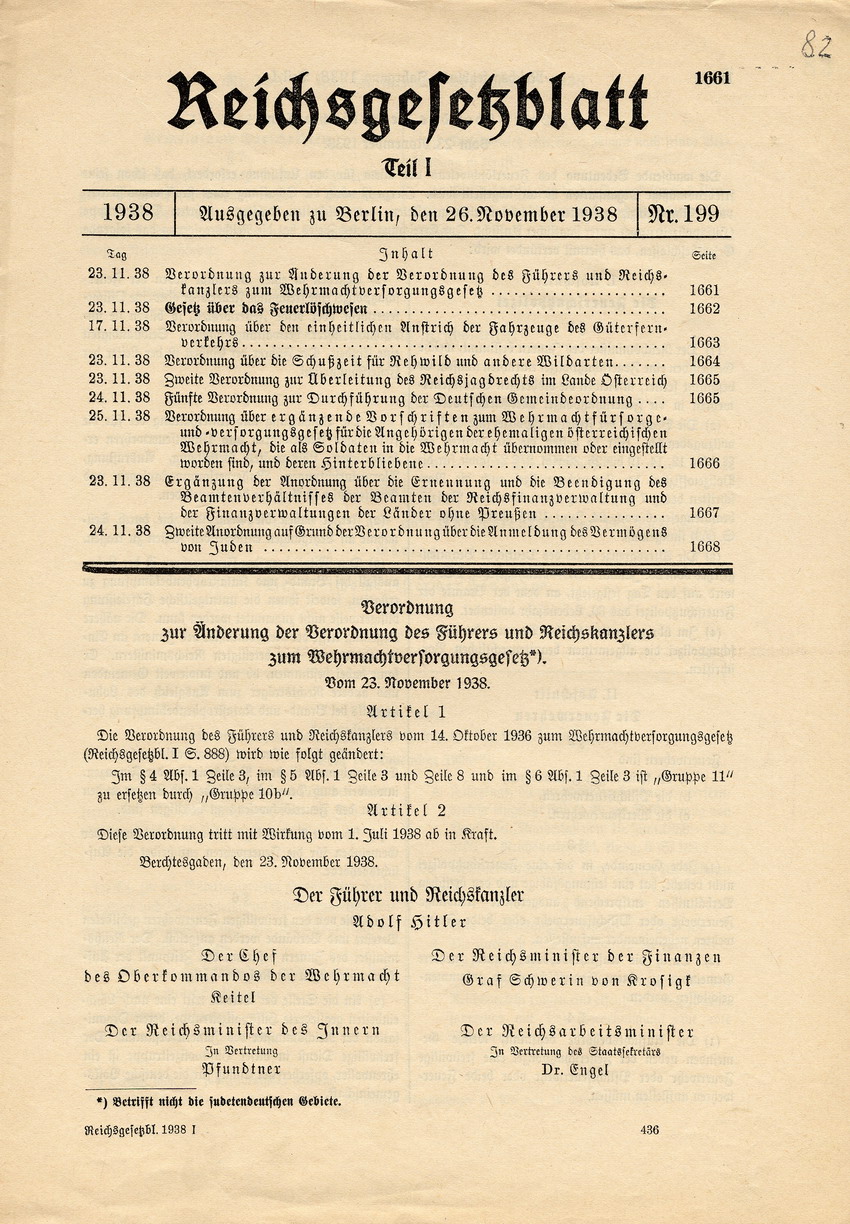 82
1661
Reichsgesetzblatt
Teil I
1938 Ausgegeben zu Berlin, den 26. November 1938 Nr. 199
Tag Inhalt Seite
23. 11. 38 Verordnung zur Änderung der Verordnung des Führers und Reichs-
kanzlers zum Wehrmachtversorgungsgesetz ........................ 1661
23. 11. 38 Gesetz über das Feuerlöschwesen ........................................ 1662
17. 11. 38 Verordnung über den einheitlichen Anstrich der Fahrzeuge des Güterfern-
verkehrs ........................................................ 1663
23. 11. 38 Verordnung über die Schußzeit für Rehwild und andere Wildarten ....... 1664
23. 11. 38 Zweite Verordnung zur Überleitung des Reichsjagdrechts im Lande Österreich 1665
24. 11. 38 Fünfte Verordnung zur Durchführung der Deutschen Gemeindeordnung .... 1665
25. 11. 38 Verordnung über ergänzende Vorschriften zum Wehrmachtfürsorge-
und -versorgungsgesetz für die Angehörigen der ehemaligen österreichischen
Wehrmacht, die als Soldaten in die Wehrmacht übernommen oder eingestellt
worden sind, und deren Hinterbliebene ................................ 1666
23. 11. 38 Ergänzung der Anordnung über die Ernennung und die Beendigung des
Beamtenverhältnisses der Beamten der Reichsfinanzverwaltung und
der Finanzverwaltungen der Länder ohne Preußen ................ 1667
24. 11. 38 Zweite Anordnung auf Grund der Verordnung über die Anmeldung des Vermögens
von Juden ...................................................... 1668
Verordnung
zur Änderung der Verordnung des Führers und Reichskanzlers
zum Wehrmachtversorgungsgesetz*).
Vom 23. November 1938.
Artikel 1
Die Verordnung des Führers und Reichskanzlers vom 14. Oktober 1936 zum Wehrmachtversorgungsgesetz
(Reichsgesetzbl. I S. 888) wird wie folgt geändert:
Im § 4 Abs. 1 Zeile 3, im § 5 Abs. 1 Zeile 3 und Zeile 8 und im § 6 Abs. 1 Zeile 3 ist „Gruppe 11“
zu ersetzen durch „Gruppe 10b“.
Artikel 2
Diese Verordnung tritt mit Wirkung vom 1. Juli 1938 ab in Kraft.
Berchtesgaden, den 23. November 1938.
Der Führer und Reichskanzler
Adolf Hitler
Der Chef
des Oberkommandos der Wehrmacht
Keitel
Der Reichsminister der Finanzen
Graf Schwerin von Krosigk
Der Reichsminister des Innern
In Vertretung
Pfundtner
Der Reichsarbeitsminister
In Vertretung des Staatssekretärs
Dr. Engel
*) Betrifft nicht die sudetendeutschen Gebiete.
Reichsgesetzbl. 1938 I 436